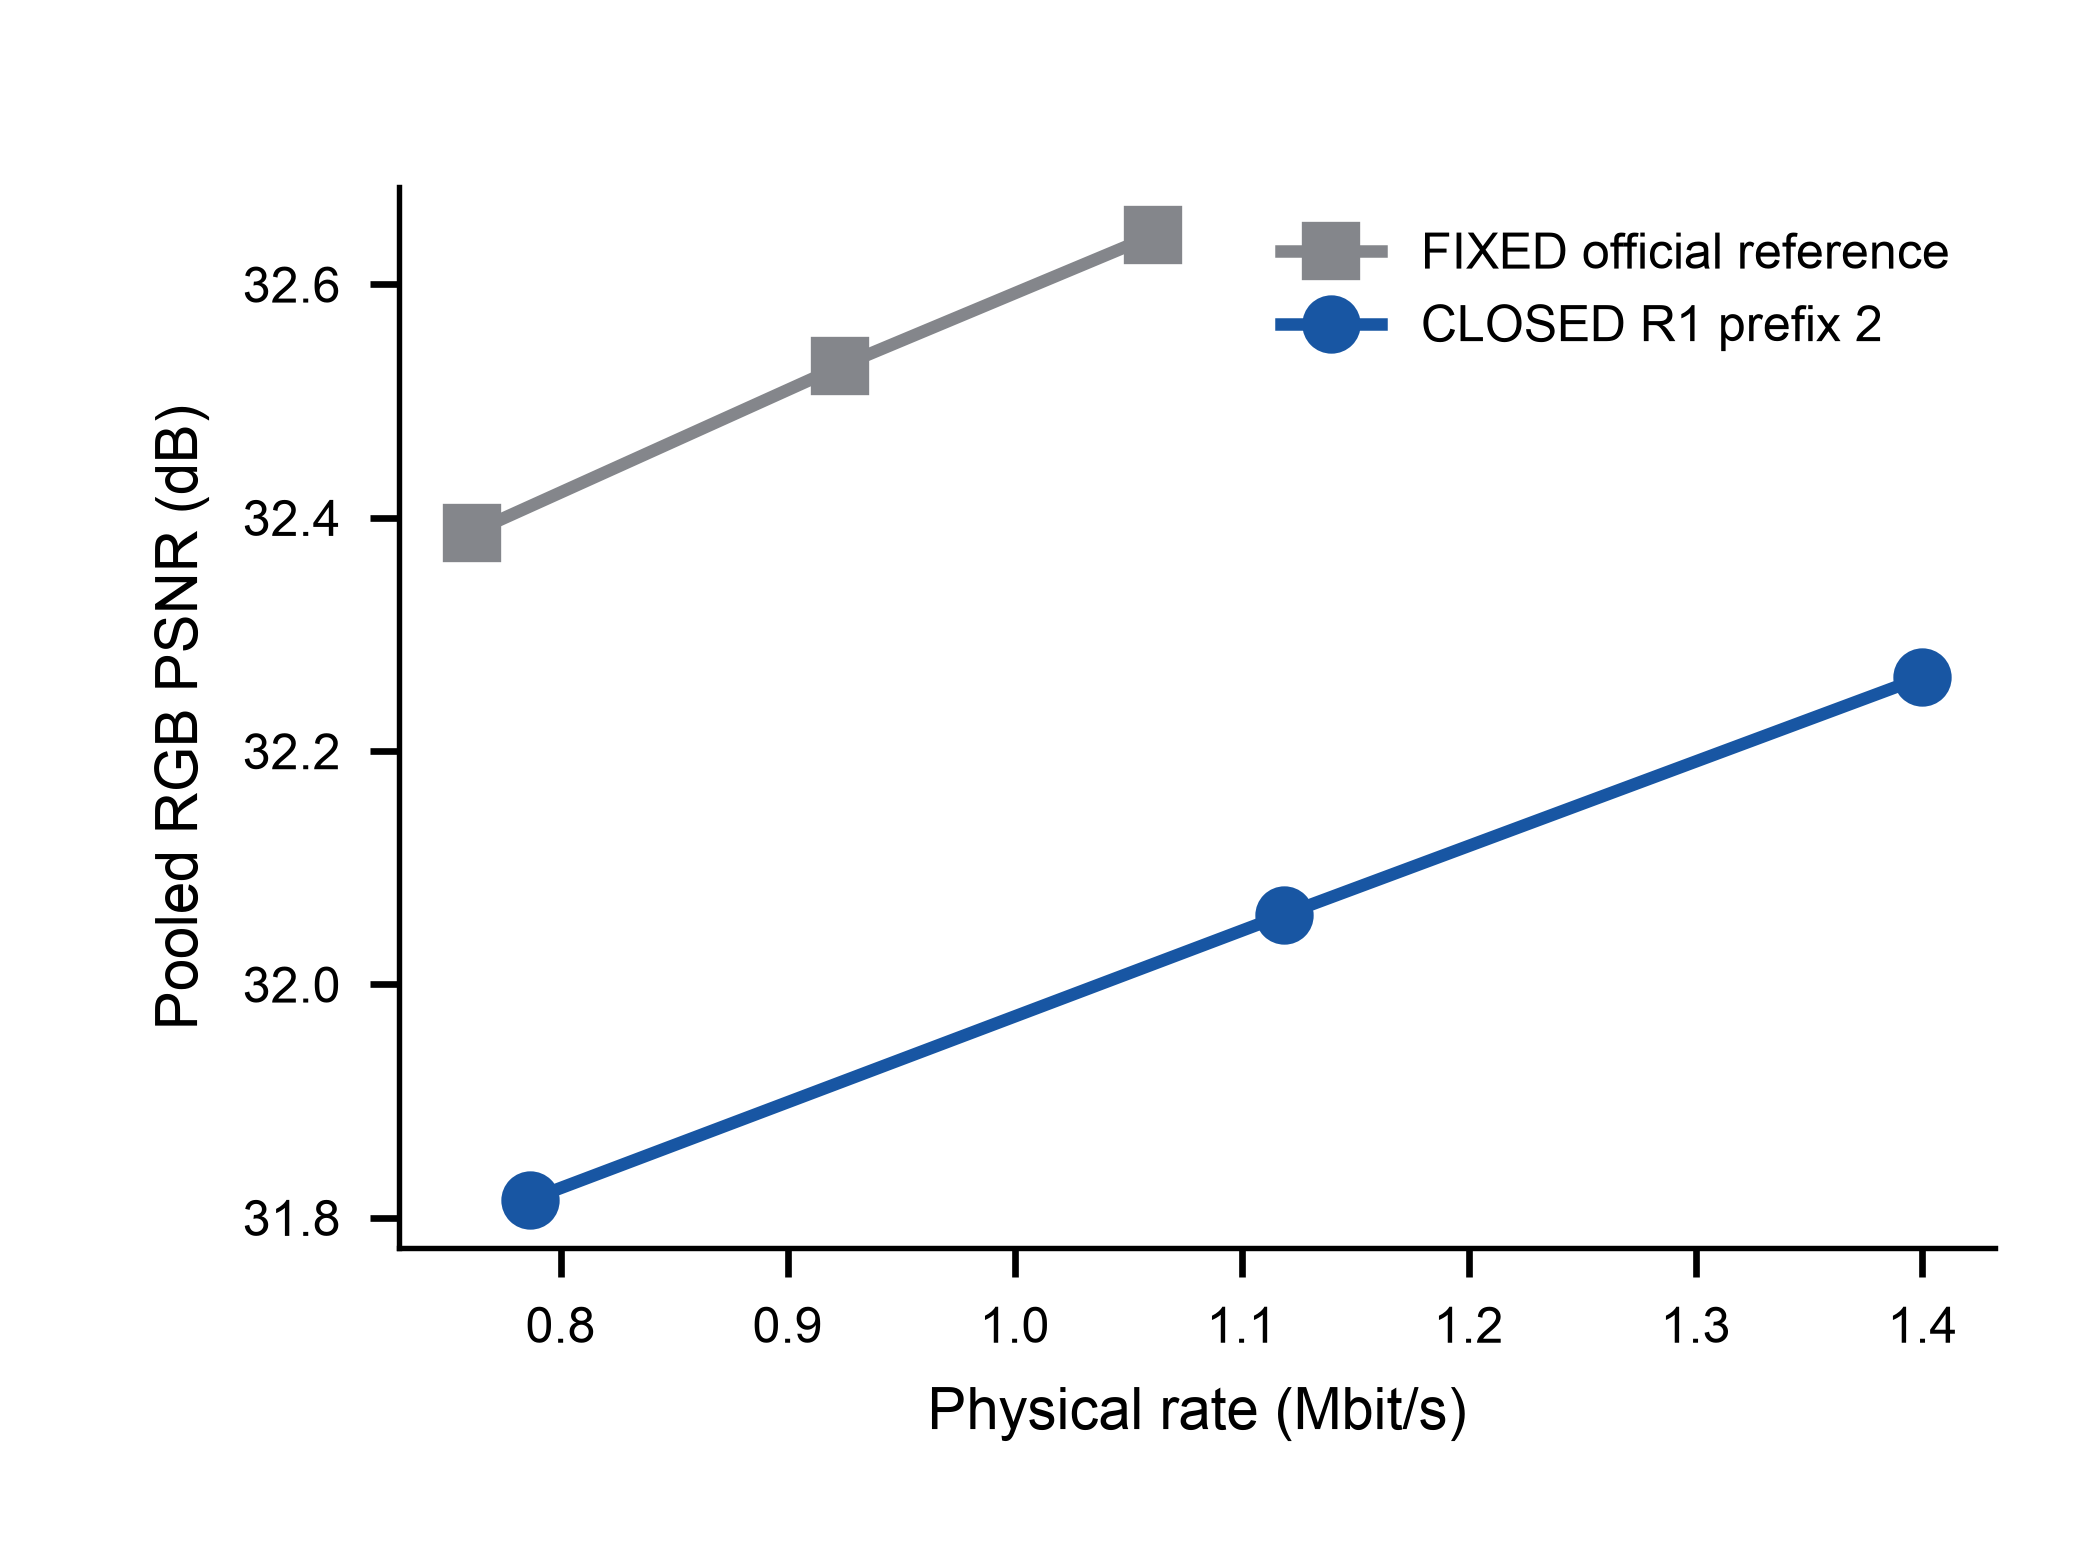 FIXED official reference
CLOSED R1 prefix 2
Pooled RGB PSNR (dB)
32.6
32.4
32.2
32.0
31.8
0.8 0.9 1.0 1.1 1.2 1.3 1.4
Physical rate (Mbit/s)